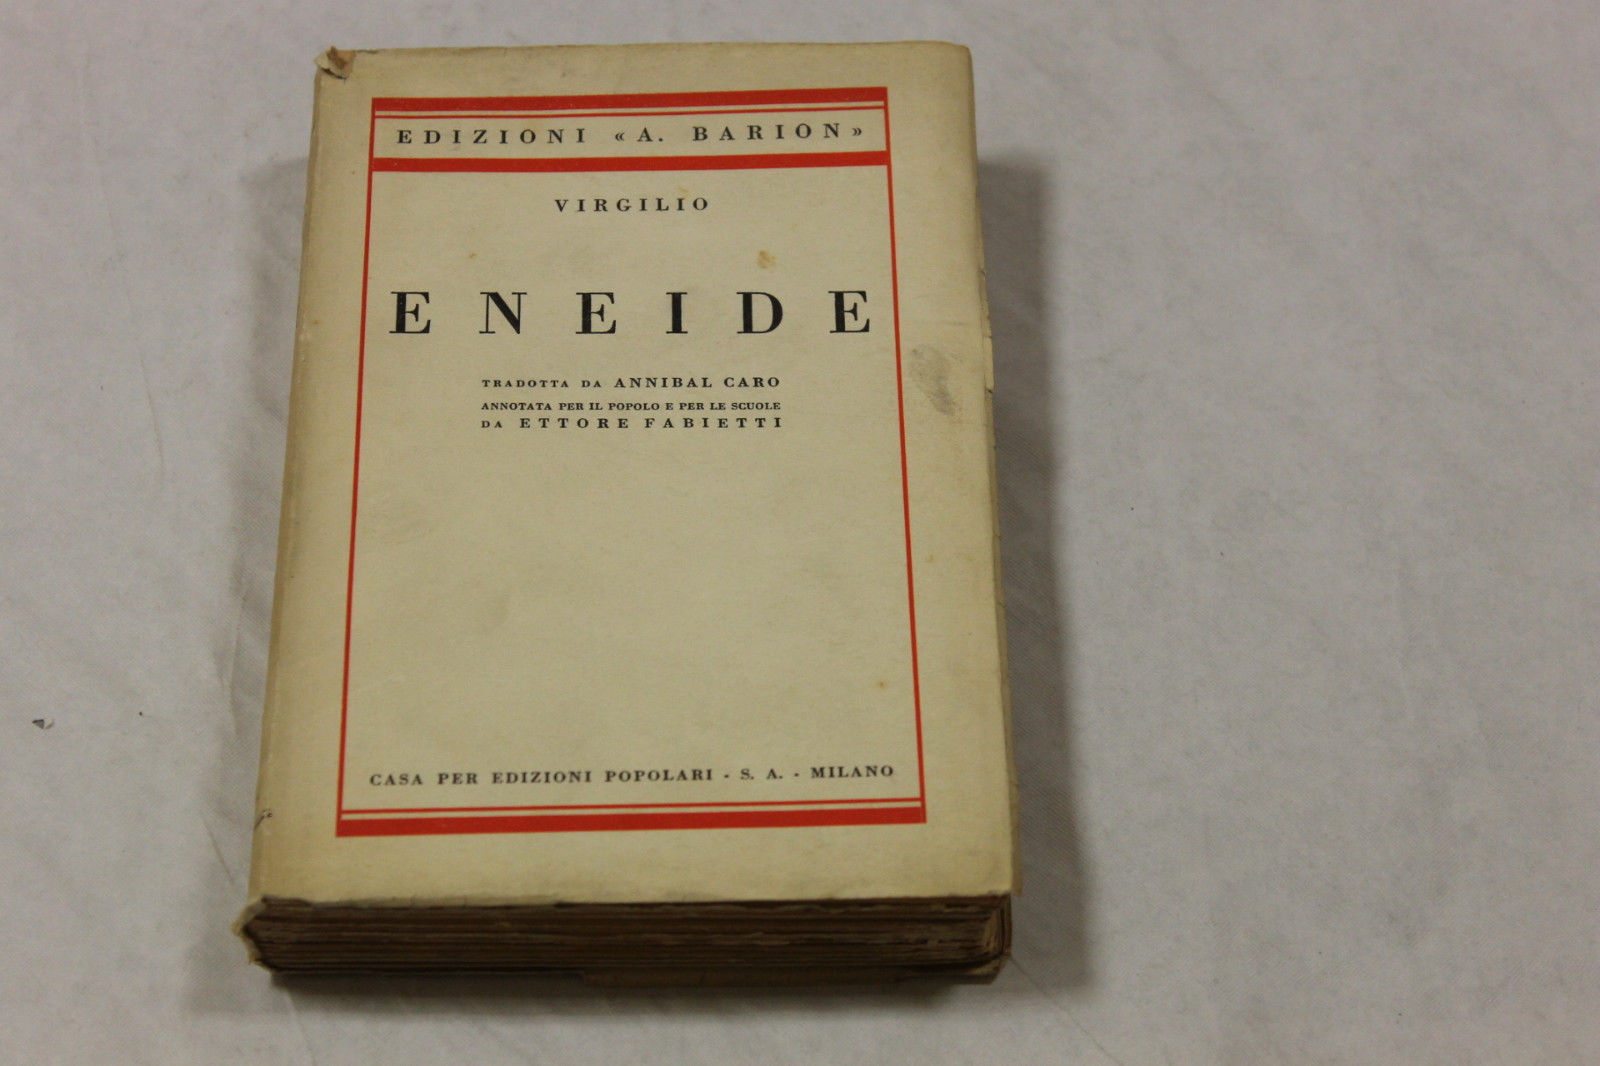 EDIZIONI « A. BARION »
VIRGILIO
ENEIDE
TRADOTTA DA ANNIBAL CARO
ANNOTATA PER IL POPOLO E PER LE SCUOLE
DA ETTORE FABIETTI
CASA PER EDIZIONI POPOLARI - S. A. - MILANO